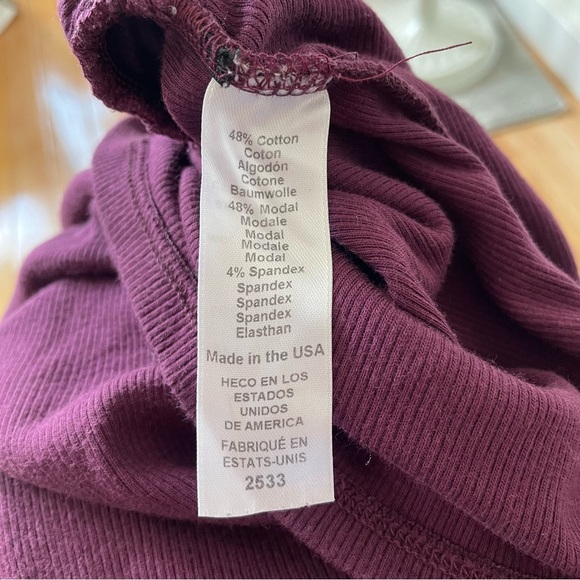 48% Cotton
Coton
Algodón
Cotone
Baumwolle
48% Modal
Modale
Modal
Modale
Modal
4% Spandex
Spandex
Spandex
Spandex
Elasthan
Made in the USA
HECO EN LOS
ESTADOS
UNIDOS
DE AMERICA
FABRIQUÉ EN
ESTATS-UNIS
2533